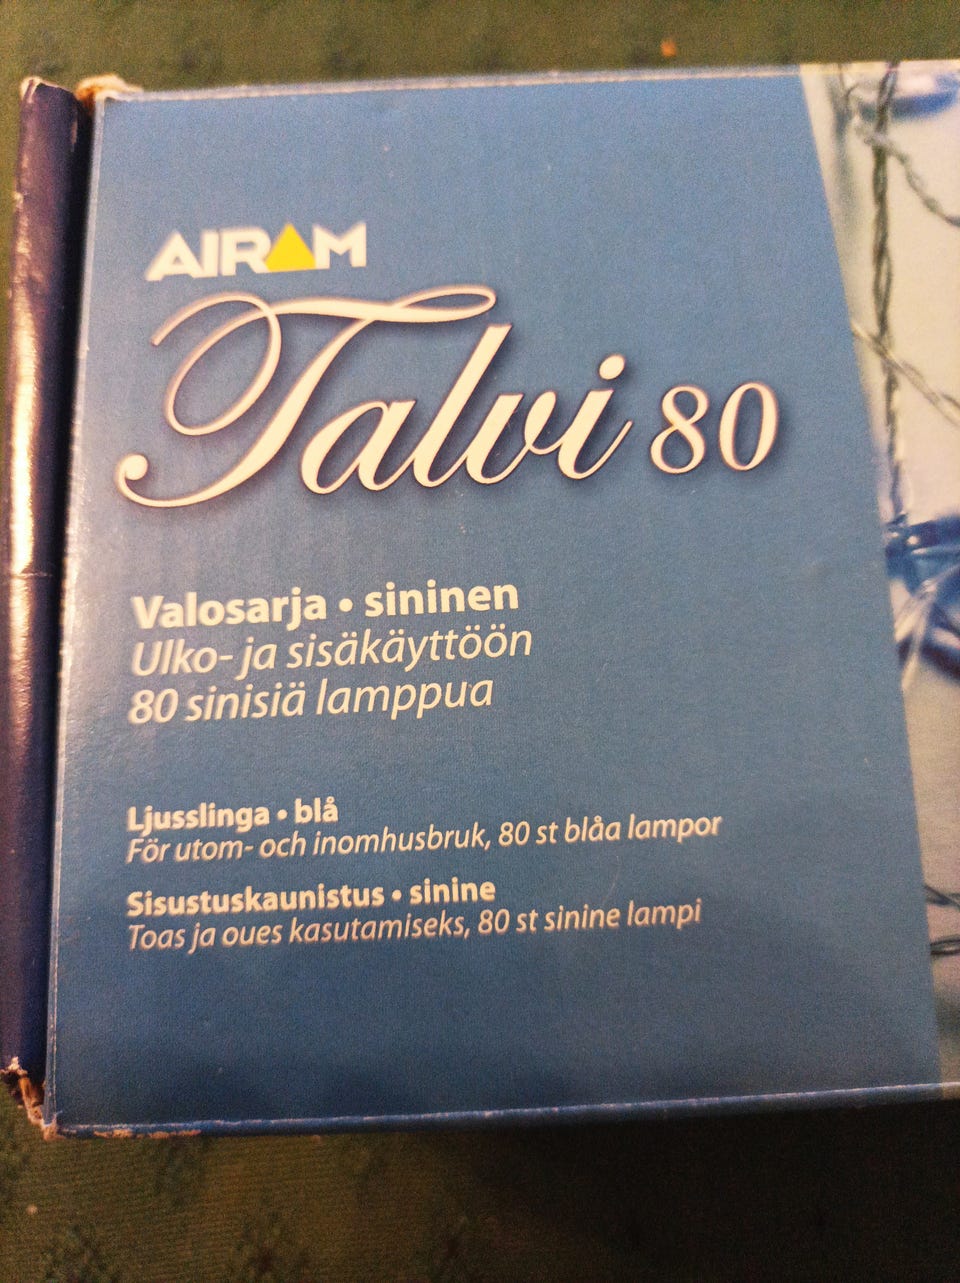 AIRAM
Talvi 80
Valosarja • sininen
Ulko- ja sisäkäyttöön
80 sinisiä lamppua
Ljusslinga • blå
För utom- och inomhusbruk, 80 st blåa lampor
Sisustuskaunistus • sinine
Toas ja oues kasutamiseks, 80 st sinine lampi